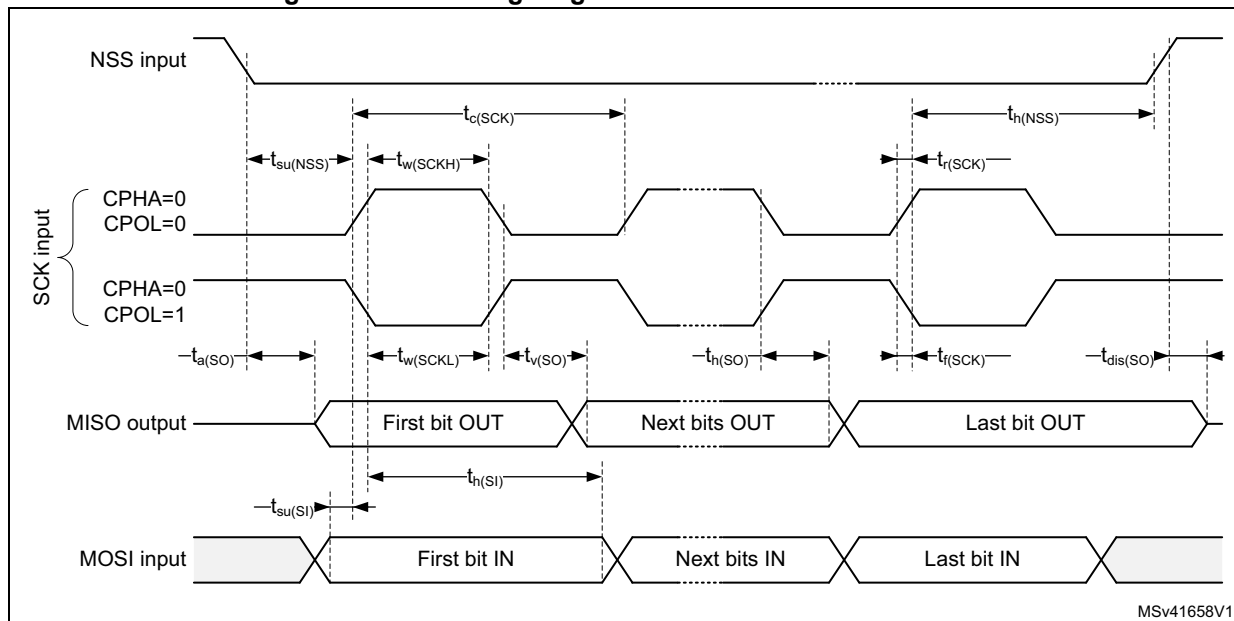 NSS input
tc(SCK)
th(NSS)
tsu(NSS)
tw(SCKH)
tr(SCK)
SCK input
CPHA=0
CPOL=0
CPHA=0
CPOL=1
ta(SO)
tw(SCKL)
tv(SO)
th(SO)
tf(SCK)
tdis(SO)
MISO output
First bit OUT
Next bits OUT
Last bit OUT
th(SI)
tsu(SI)
MOSI input
First bit IN
Next bits IN
Last bit IN
MSv41658V1